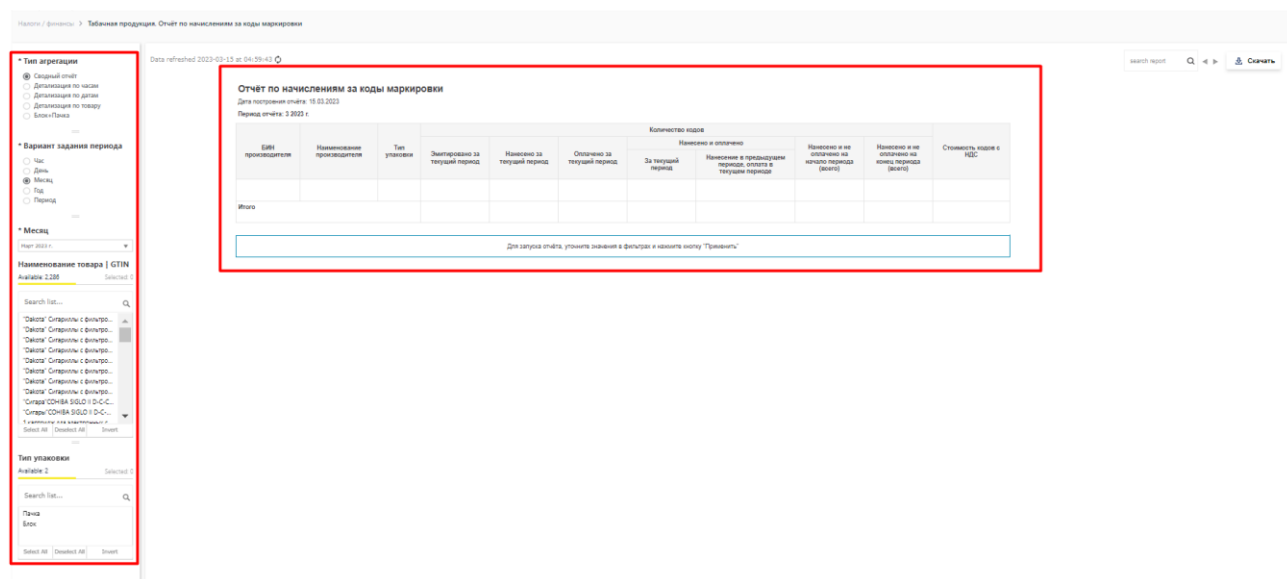 Налоги / финансы > Табачная продукция. Отчёт по начислениям за коды маркировки
* Тип агрегации
Сводный отчёт
Детализация по часам
Детализация по датам
Детализация по товару
Блок+Пачка
* Вариант задания периода
Час
День
Месяц
Год
Период
* Месяц
Март 2023 г.
Наименование товара | GTIN
Available: 2,286 Selected: 0
Search list...
"Dakota" Сигариллы с фильтро...
"Dakota" Сигариллы с фильтро...
"Dakota" Сигариллы с фильтро...
"Dakota" Сигариллы с фильтро...
"Dakota" Сигариллы с фильтро...
"Dakota" Сигариллы с фильтро...
"Dakota" Сигариллы с фильтро...
"Dakota" Сигариллы с фильтро...
"Сигара"COHIBA SIGLO II D-C-C...
"Сигары"COHIBA SIGLO II D-C-...
1 картридж для электронных с
Select All Deselect All Invert
Тип упаковки
Available: 2 Selected: 0
Search list...
Пачка
Блок
Select All Deselect All Invert
Data refreshed 2023-03-15 at 04:59:43
search report
Скачать
Отчёт по начислениям за коды маркировки
Дата построения отчёта: 15.03.2023
Период отчёта: 3 2023 г.
БИН
производителя
Наименование
производителя
Тип
упаковки
Количество кодов
Эмитировано за
текущий период
Нанесено за
текущий период
Оплачено за
текущий период
Нанесено и оплачено
За текущий
период
Нанесение в предыдущем
периоде, оплата в
текущем периоде
Нанесено и не
оплачено на
начало периода
(всего)
Нанесено и не
оплачено на
конец периода
(всего)
Стоимость кодов с
НДС
Итого
Для запуска отчёта, уточните значения в фильтрах и нажмите кнопку "Применить"